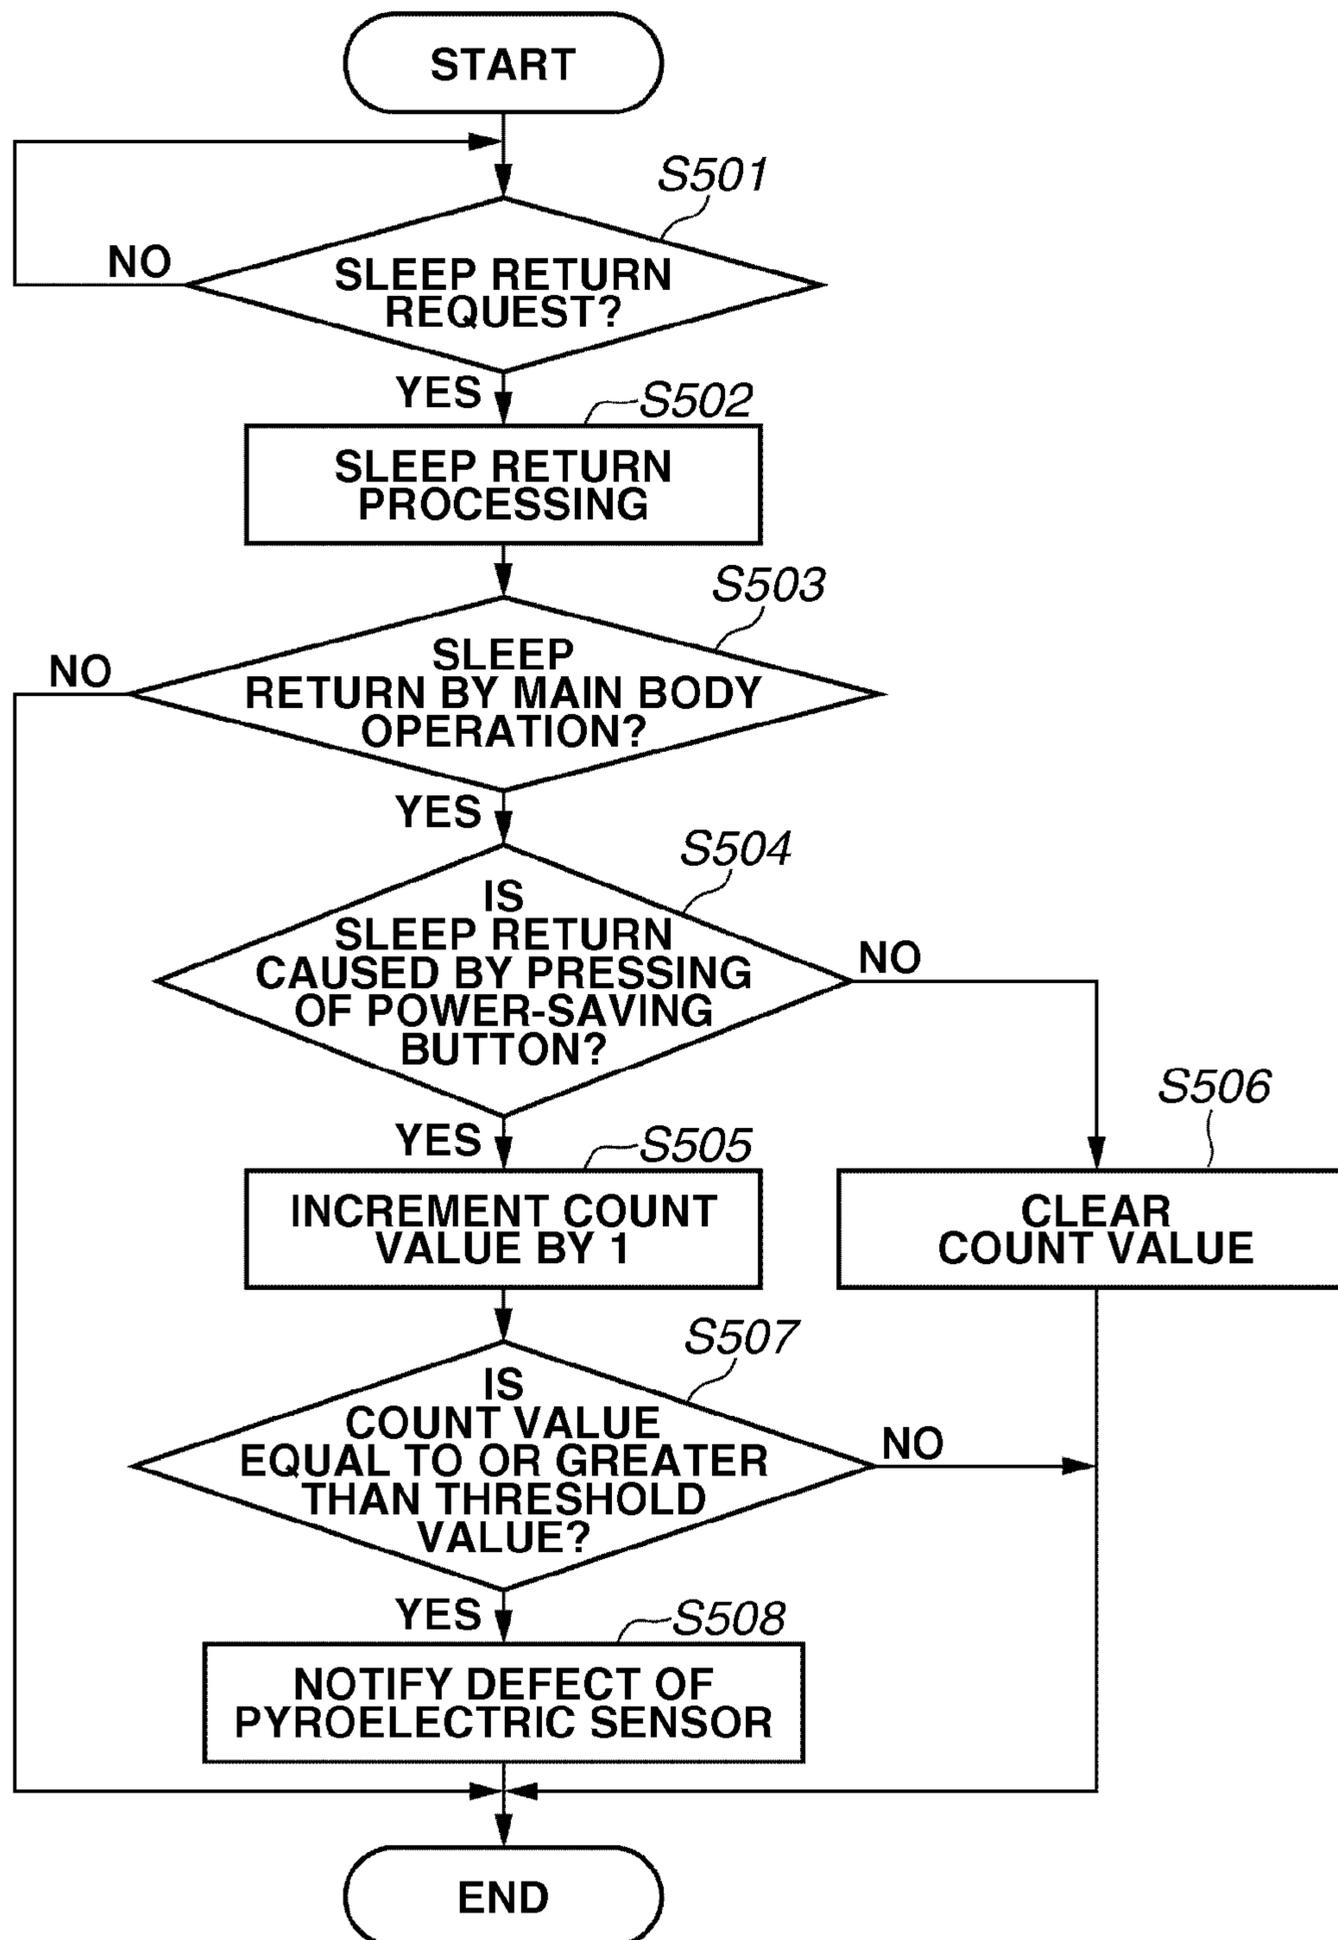 START
S501
NO
SLEEP RETURN
REQUEST?
YES
S502
SLEEP RETURN
PROCESSING
S503
NO
SLEEP
RETURN BY MAIN BODY
OPERATION?
YES
S504
IS
SLEEP RETURN
CAUSED BY PRESSING
OF POWER-SAVING
BUTTON?
NO
YES
S505
S506
INCREMENT COUNT
VALUE BY 1
CLEAR
COUNT VALUE
S507
IS
COUNT VALUE
EQUAL TO OR GREATER
THAN THRESHOLD
VALUE?
NO
YES
S508
NOTIFY DEFECT OF
PYROELECTRIC SENSOR
END